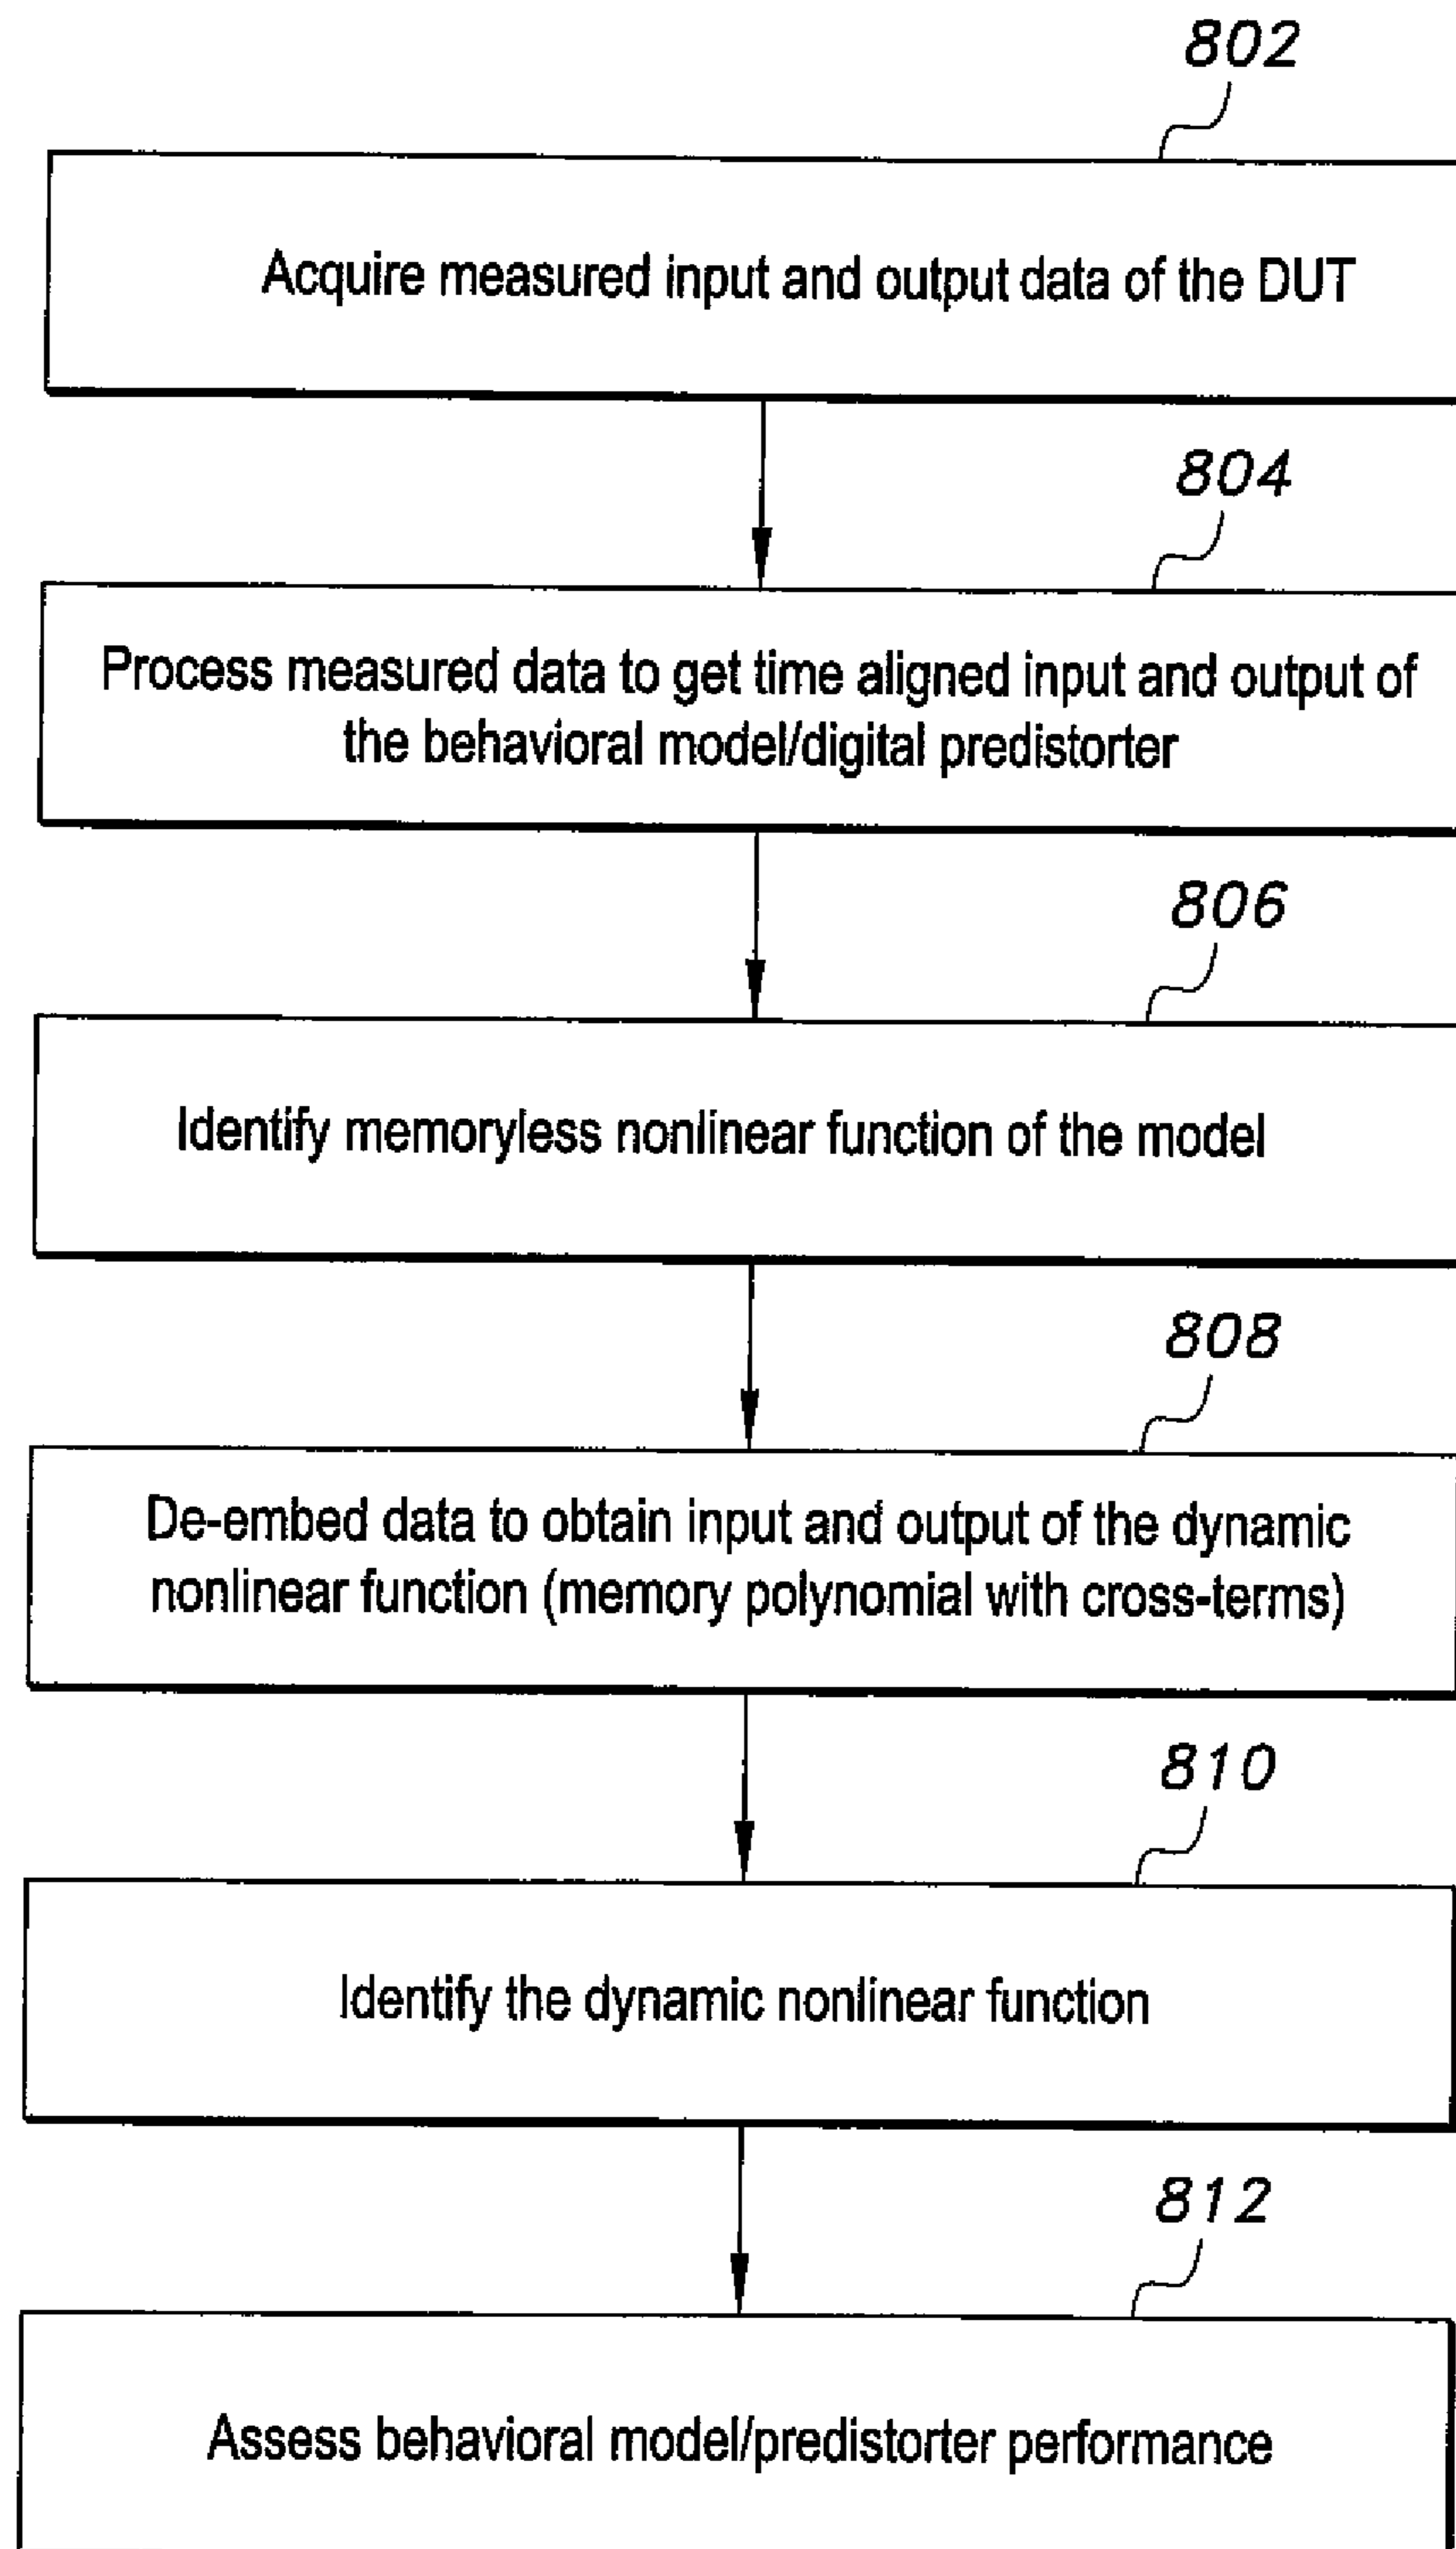 802
Acquire measured input and output data of the DUT
804
Process measured data to get time aligned input and output of
the behavioral model/digital predistorter
806
Identify memoryless nonlinear function of the model
808
De-embed data to obtain input and output of the dynamic
nonlinear function (memory polynomial with cross-terms)
810
Identify the dynamic nonlinear function
812
Assess behavioral model/predistorter performance